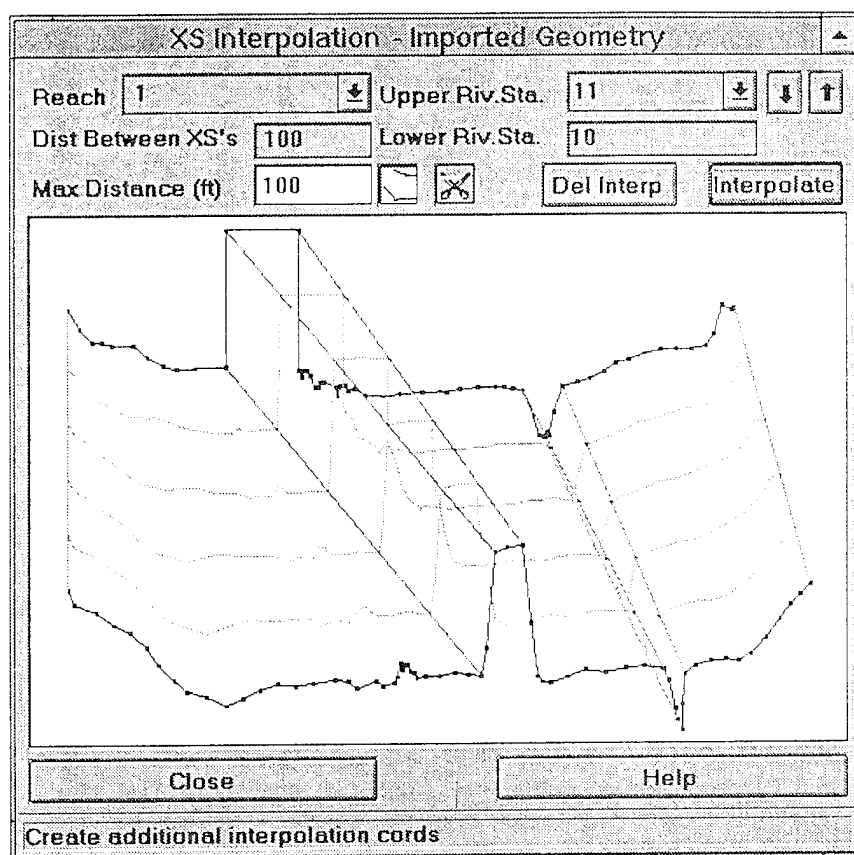 XS Interpolation - Imported Geometry
Reach 1 Upper Riv.Sta. 11
Dist Between XS's 100 Lower Riv.Sta. 10
Max Distance (ft) 100 Del Interp Interpolate
Close Help
Create additional interpolation cords